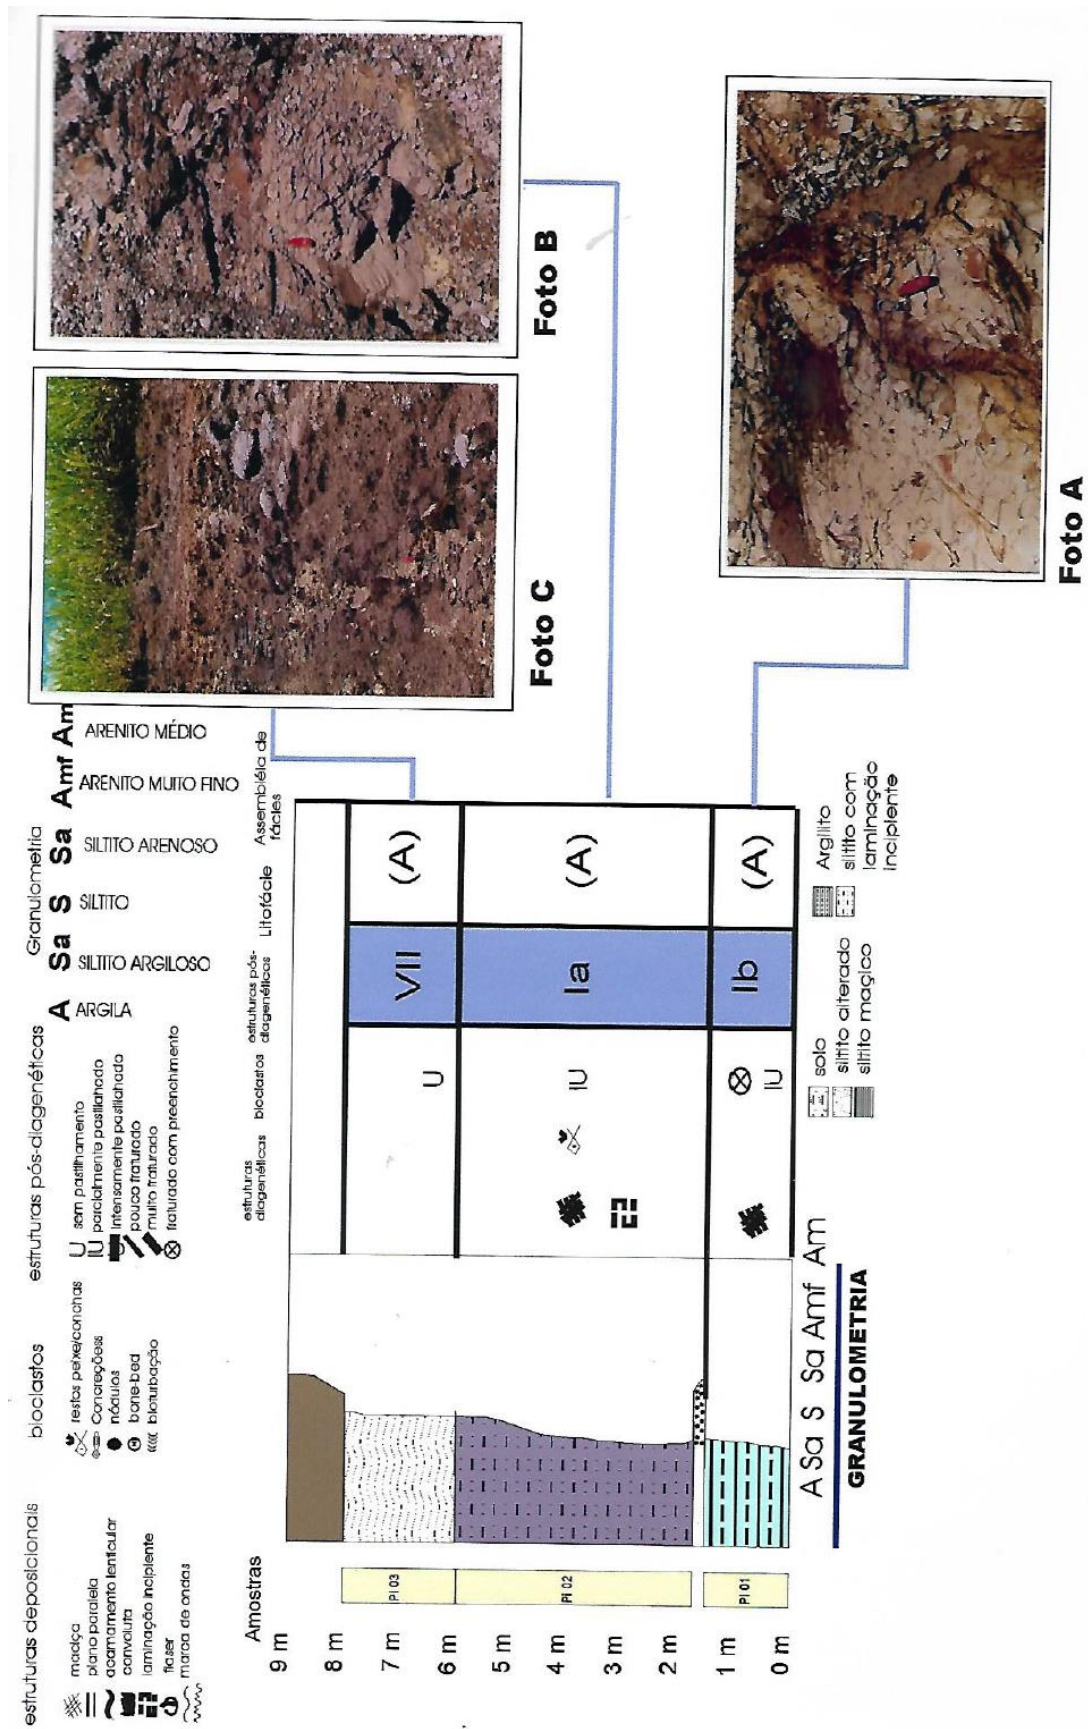 estruturas deposicionais
maciça
plano paralela
acamamento lenticular
convoluta
laminação incipiente
flaser
marca de ondas
bioclastos
restos peixe/conchas
Concreções
nódulos
bone-bed
bioturbação
estruturas pós-diagenéticas
U sem pastilhamento
IU parcialmente pastilhado
intensamente pastilhado
pouco fraturado
muito fraturado
fraturado com preenchimento
Granulometria
A Sa S Sa Amf Am
ARGILA
SILTITO ARGILOSO
SILTITO
SILTITO ARENOSO
ARENITO MUITO FINO
ARENITO MÉDIO
Amostras
estruturas diagenéticas
bioclastos
estruturas pós-diagenéticas
Litofácie
Assembléia de fácies
9 m
8 m
7 m
6 m
5 m
4 m
3 m
2 m
1 m
0 m
PI 03
PI 02
PI 01
U
VII
(A)
IU
Ia
(A)
IU
Ib
(A)
A Sa S Sa Amf Am
GRANULOMETRIA
solo
siltito alterado
siltito maciço
Argilito
siltito com
laminação
incipiente
Foto C
Foto B
Foto A